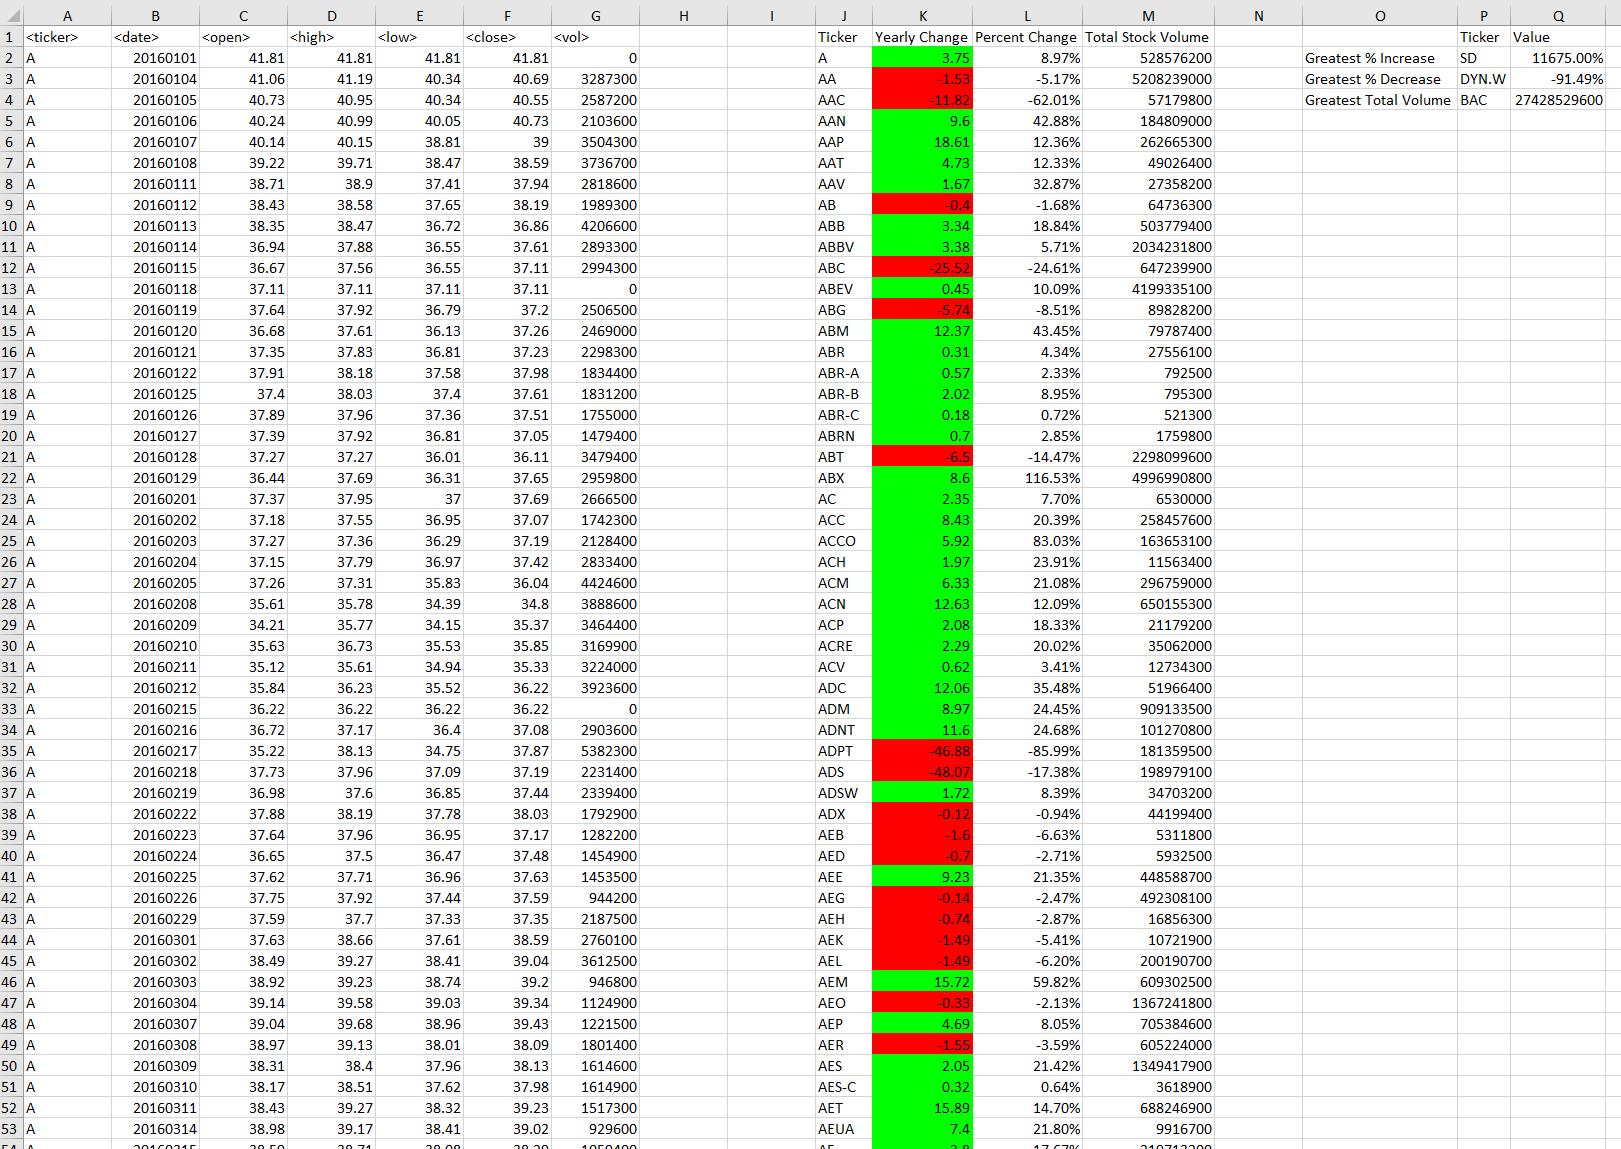 A B C D E F G H I J K L M N O P Q
1 <ticker> <date> <open> <high> <low> <close> <vol> Ticker Yearly Change Percent Change Total Stock Volume Ticker Value
2 A 20160101 41.81 41.81 41.81 41.81 0 A 3.75 8.97% 528576200 Greatest % Increase SD 11675.00%
3 A 20160104 41.06 41.19 40.34 40.69 3287300 AA -1.53 -5.17% 5208239000 Greatest % Decrease DYN.W -91.49%
4 A 20160105 40.73 40.95 40.34 40.55 2587200 AAC -11.82 -62.01% 57179800 Greatest Total Volume BAC 27428529600
5 A 20160106 40.24 40.99 40.05 40.73 2103600 AAN 9.6 42.88% 184809000
6 A 20160107 40.14 40.15 38.81 39 3504300 AAP 18.61 12.36% 262665300
7 A 20160108 39.22 39.71 38.47 38.59 3736700 AAT 4.73 12.33% 49026400
8 A 20160111 38.71 38.9 37.41 37.94 2818600 AAV 1.67 32.87% 27358200
9 A 20160112 38.43 38.58 37.65 38.19 1989300 AB -0.4 -1.68% 64736300
10 A 20160113 38.35 38.47 36.72 36.86 4206600 ABB 3.34 18.84% 503779400
11 A 20160114 36.94 37.88 36.55 37.61 2893300 ABBV 3.38 5.71% 2034231800
12 A 20160115 36.67 37.56 36.55 37.11 2994300 ABC -25.52 -24.61% 647239900
13 A 20160118 37.11 37.11 37.11 37.11 0 ABEV 0.45 10.09% 4199335100
14 A 20160119 37.64 37.92 36.79 37.2 2506500 ABG -5.74 -8.51% 89828200
15 A 20160120 36.68 37.61 36.13 37.26 2469000 ABM 12.37 43.45% 79787400
16 A 20160121 37.35 37.83 36.81 37.23 2298300 ABR 0.31 4.34% 27556100
17 A 20160122 37.91 38.18 37.58 37.98 1834400 ABR-A 0.57 2.33% 792500
18 A 20160125 37.4 38.03 37.4 37.61 1831200 ABR-B 2.02 8.95% 795300
19 A 20160126 37.89 37.96 37.36 37.51 1755000 ABR-C 0.18 0.72% 521300
20 A 20160127 37.39 37.92 36.81 37.05 1479400 ABRN 0.7 2.85% 1759800
21 A 20160128 37.27 37.27 36.01 36.11 3479400 ABT -6.5 -14.47% 2298099600
22 A 20160129 36.44 37.69 36.31 37.65 2959800 ABX 8.6 116.53% 4996990800
23 A 20160201 37.37 37.95 37 37.69 2666500 AC 2.35 7.70% 6530000
24 A 20160202 37.18 37.55 36.95 37.07 1742300 ACC 8.43 20.39% 258457600
25 A 20160203 37.27 37.36 36.29 37.19 2128400 ACCO 5.92 83.03% 163653100
26 A 20160204 37.15 37.79 36.97 37.42 2833400 ACH 1.97 23.91% 11563400
27 A 20160205 37.26 37.31 35.83 36.04 4424600 ACM 6.33 21.08% 296759000
28 A 20160208 35.61 35.78 34.39 34.8 3888600 ACN 12.63 12.09% 650155300
29 A 20160209 34.21 35.77 34.15 35.37 3464400 ACP 2.08 18.33% 21179200
30 A 20160210 35.63 36.73 35.53 35.85 3169900 ACRE 2.29 20.02% 35062000
31 A 20160211 35.12 35.61 34.94 35.33 3224000 ACV 0.62 3.41% 12734300
32 A 20160212 35.84 36.23 35.52 36.22 3923600 ADC 12.06 35.48% 51966400
33 A 20160215 36.22 36.22 36.22 36.22 0 ADM 8.97 24.45% 909133500
34 A 20160216 36.72 37.17 36.4 37.08 2903600 ADNT 11.6 24.68% 101270800
35 A 20160217 35.22 38.13 34.75 37.87 5382300 ADPT -46.88 -85.99% 181359500
36 A 20160218 37.73 37.96 37.09 37.19 2231400 ADS -48.07 -17.38% 198979100
37 A 20160219 36.98 37.6 36.85 37.44 2339400 ADSW 1.72 8.39% 34703200
38 A 20160222 37.88 38.19 37.78 38.03 1792900 ADX -0.12 -0.94% 44199400
39 A 20160223 37.64 37.96 36.95 37.17 1282200 AEB -1.6 -6.63% 5311800
40 A 20160224 36.65 37.5 36.47 37.48 1454900 AED -0.7 -2.71% 5932500
41 A 20160225 37.62 37.71 36.96 37.63 1453500 AEE 9.23 21.35% 448588700
42 A 20160226 37.75 37.92 37.44 37.59 944200 AEG -0.14 -2.47% 492308100
43 A 20160229 37.59 37.7 37.33 37.35 2187500 AEH -0.74 -2.87% 16856300
44 A 20160301 37.63 38.66 37.61 38.59 2760100 AEK -1.49 -5.41% 10721900
45 A 20160302 38.49 39.27 38.41 39.04 3612500 AEL -1.49 -6.20% 200190700
46 A 20160303 38.92 39.23 38.74 39.2 946800 AEM 15.72 59.82% 609302500
47 A 20160304 39.14 39.58 39.03 39.34 1124900 AEO -0.33 -2.13% 1367241800
48 A 20160307 39.04 39.68 38.96 39.43 1221500 AEP 4.69 8.05% 705384600
49 A 20160308 38.97 39.13 38.01 38.09 1801400 AER -1.55 -3.59% 605224000
50 A 20160309 38.31 38.4 37.96 38.13 1614600 AES 2.05 21.42% 1349417900
51 A 20160310 38.17 38.51 37.62 37.98 1614900 AES-C 0.32 0.64% 3618900
52 A 20160311 38.43 39.27 38.32 39.23 1517300 AET 15.89 14.70% 688246900
53 A 20160314 38.98 39.17 38.41 39.02 929600 AEUA 7.4 21.80% 9916700